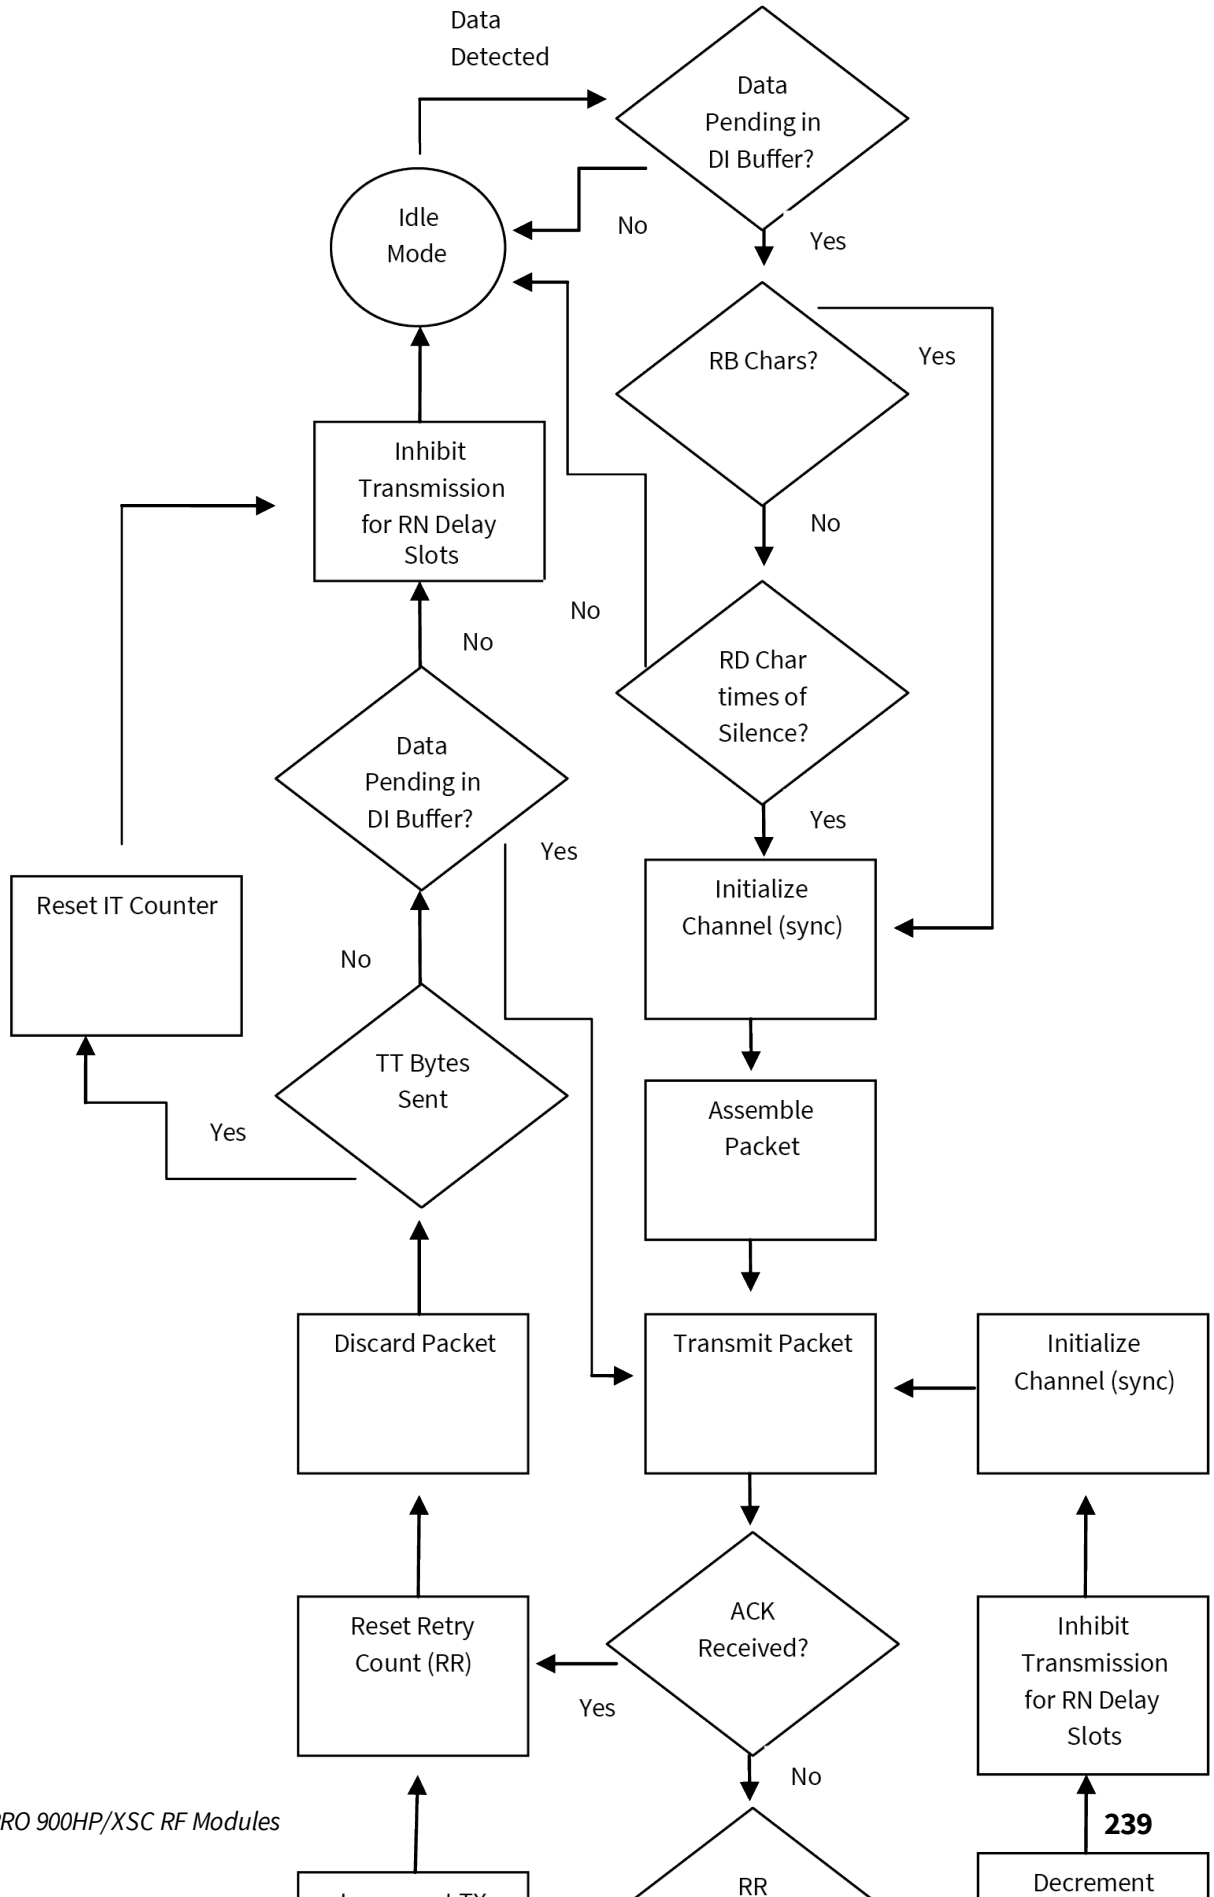 Data
Detected
Data
Pending in
DI Buffer?
Idle
Mode
No
Yes
RB Chars?
Yes
Inhibit
Transmission
for RN Delay
Slots
No
No
No
RD Char
times of
Silence?
Data
Pending in
DI Buffer?
Yes
Yes
Reset IT Counter
Initialize
Channel (sync)
No
TT Bytes
Sent
Yes
Assemble
Packet
Discard Packet
Transmit Packet
Initialize
Channel (sync)
Reset Retry
Count (RR)
ACK
Received?
Yes
Inhibit
Transmission
for RN Delay
Slots
No
RO 900HP/XSC RF Modules
239
RR
Decrement